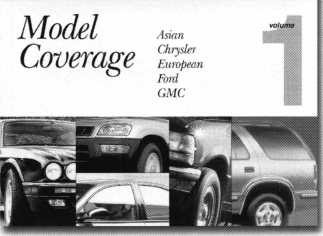 Model
Coverage
Asian
Chrysler
European
Ford
GMC
volume
1